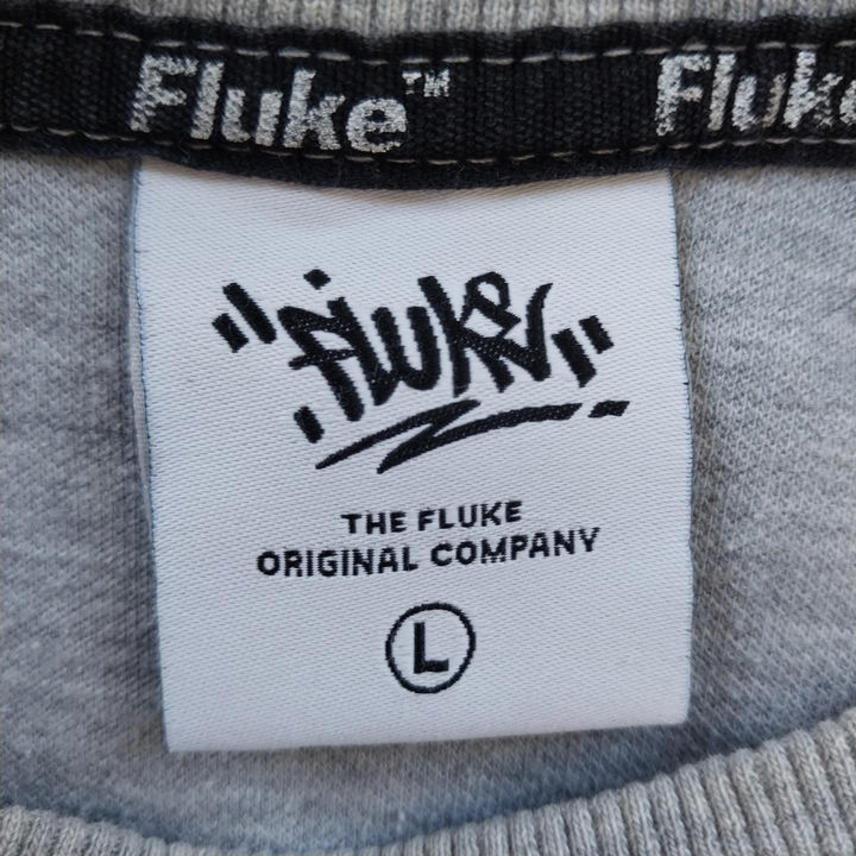 Fluke™ Fluke
"Fluke"
THE FLUKE
ORIGINAL COMPANY
L